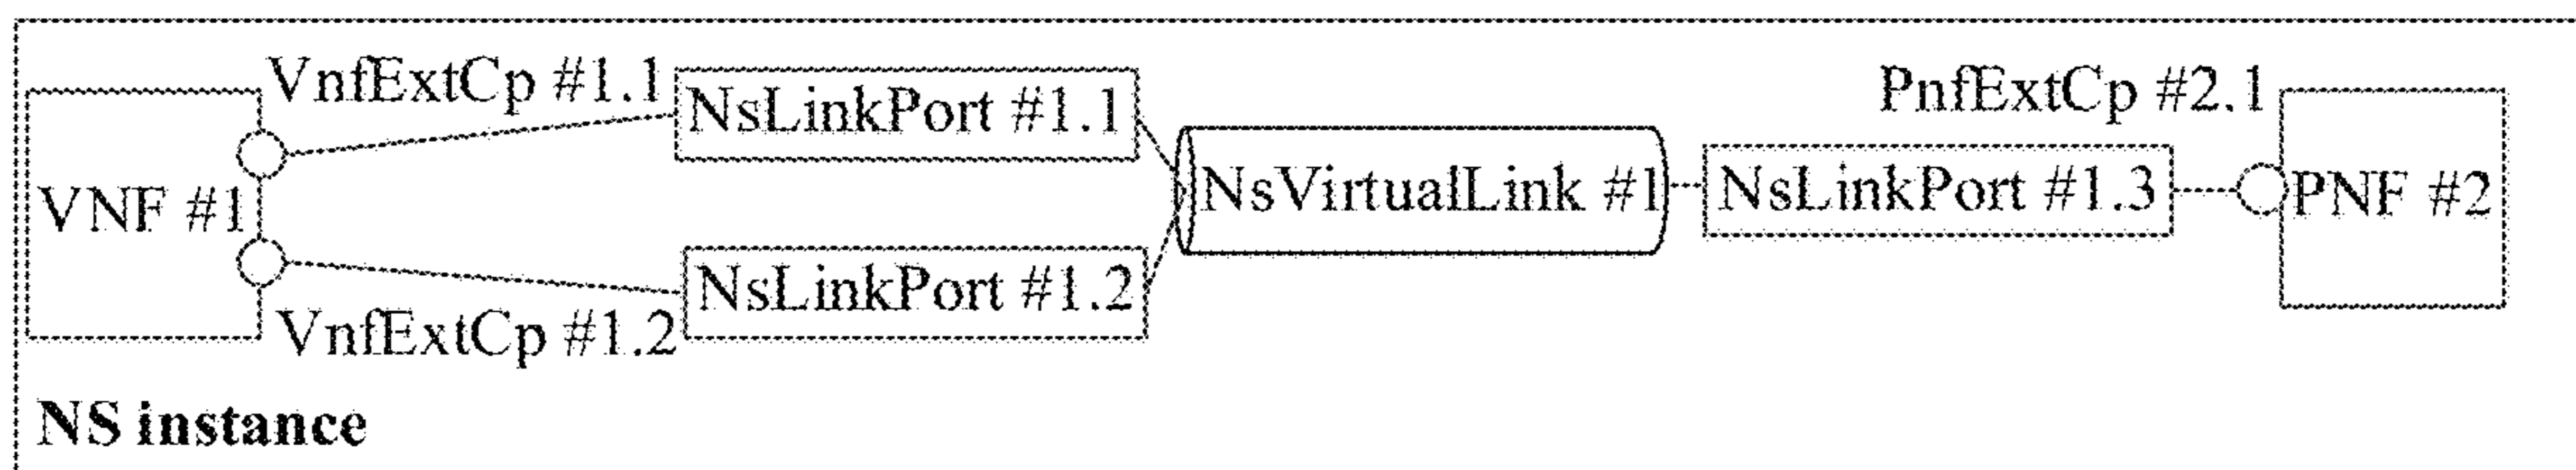 VnfExtCp #1.1
NsLinkPort #1.1
PnfExtCp #2.1
VNF #1
NsVirtualLink #1
NsLinkPort #1.3
PNF #2
NsLinkPort #1.2
VnfExtCp #1.2
NS instance